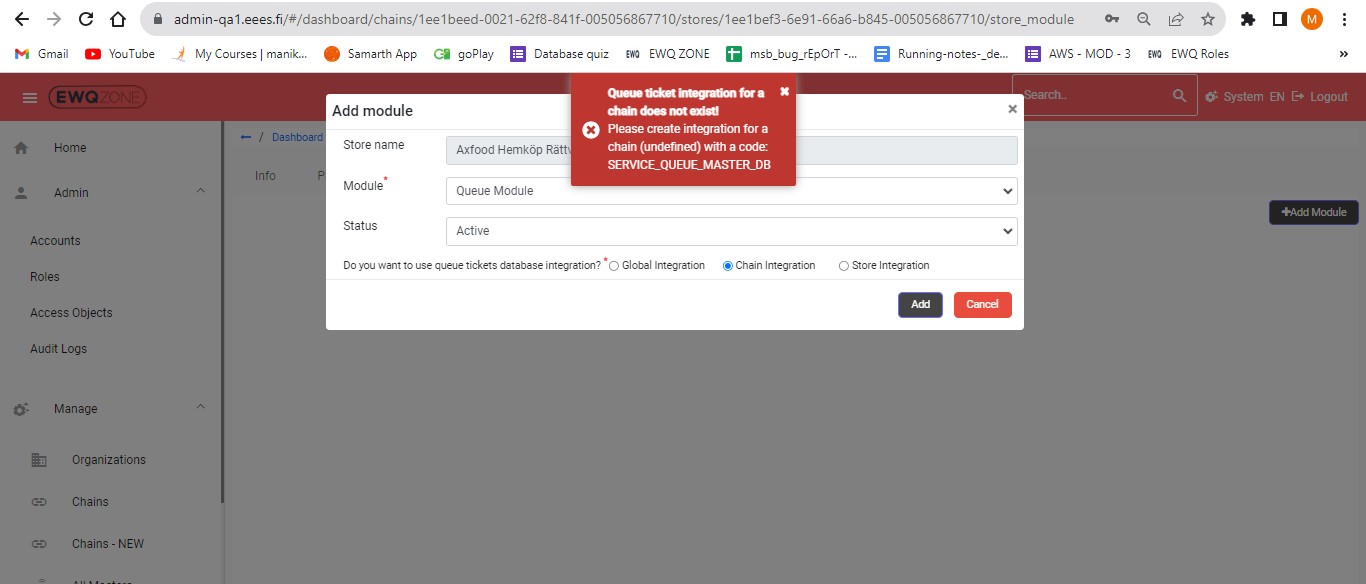 admin-qa1.eees.fi/#/dashboard/chains/1ee1beed-0021-62f8-841f-005056867710/stores/1ee1bef3-6e91-66a6-b845-005056867710/store_module
M
Gmail
YouTube
My Courses | manik...
Samarth App
goPlay
Database quiz
EWQ EWQ ZONE
msb_bug_rEpOrT -...
Running-notes-_de...
AWS - MOD - 3
EWQ EWQ Roles
»
EWQZONE
Search..
System
EN
Logout
Queue ticket integration for a
chain does not exist!
Please create integration for a
chain (undefined) with a code:
SERVICE_QUEUE_MASTER_DB
Add module
Store name
Axfood Hemköp
Module*
Queue Module
Status
Active
Do you want to use queue tickets database integration? *
Global Integration
Chain Integration
Store Integration
Add
Cancel
Home
Admin
Accounts
Roles
Access Objects
Audit Logs
Manage
Organizations
Chains
Chains - NEW
/ Dashboard
Info
P
+Add Module